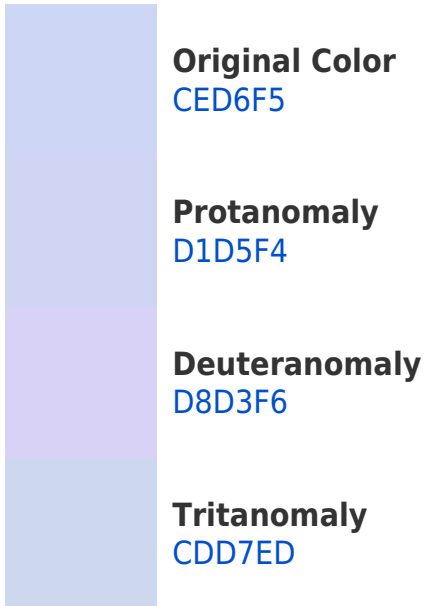 Original Color
CED6F5
Protanomaly
D1D5F4
Deuteranomaly
D8D3F6
Tritanomaly
CDD7ED